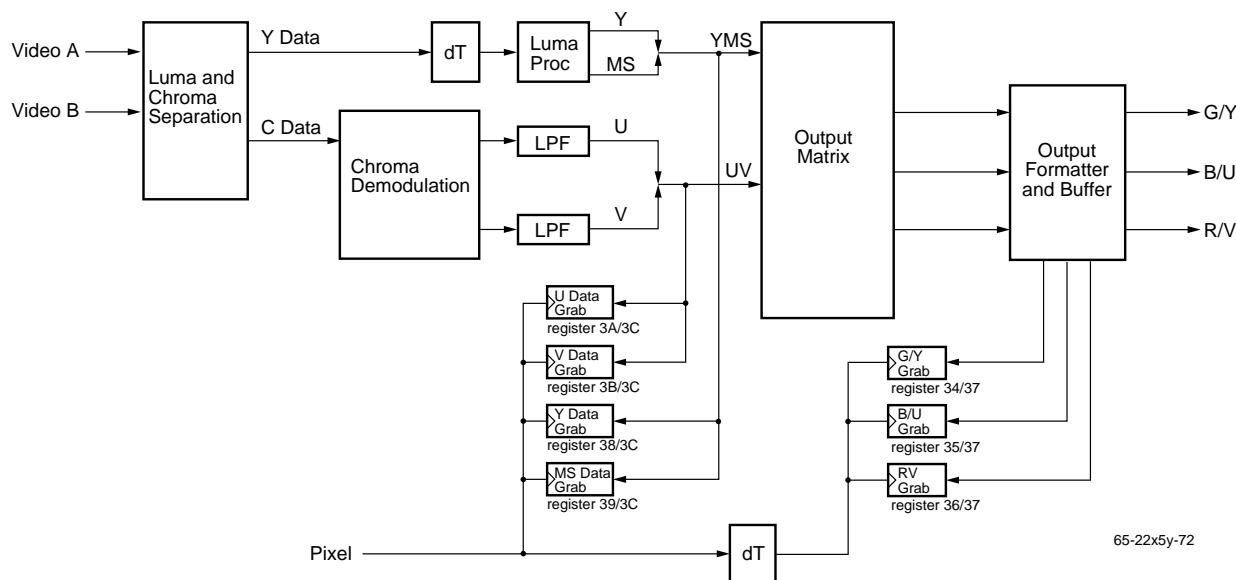 Video A
Video B
Luma and
Chroma
Separation
Y Data
C Data
dT
Luma
Proc
Y
MS
YMS
Chroma
Demodulation
LPF
U
LPF
V
UV
Output
Matrix
Output
Formatter
and Buffer
G/Y
B/U
R/V
U Data
Grab
register 3A/3C
V Data
Grab
register 3B/3C
Y Data
Grab
register 38/3C
MS Data
Grab
register 39/3C
G/Y
Grab
register 34/37
B/U
Grab
register 35/37
RV
Grab
register 36/37
Pixel
dT
65-22x5y-72